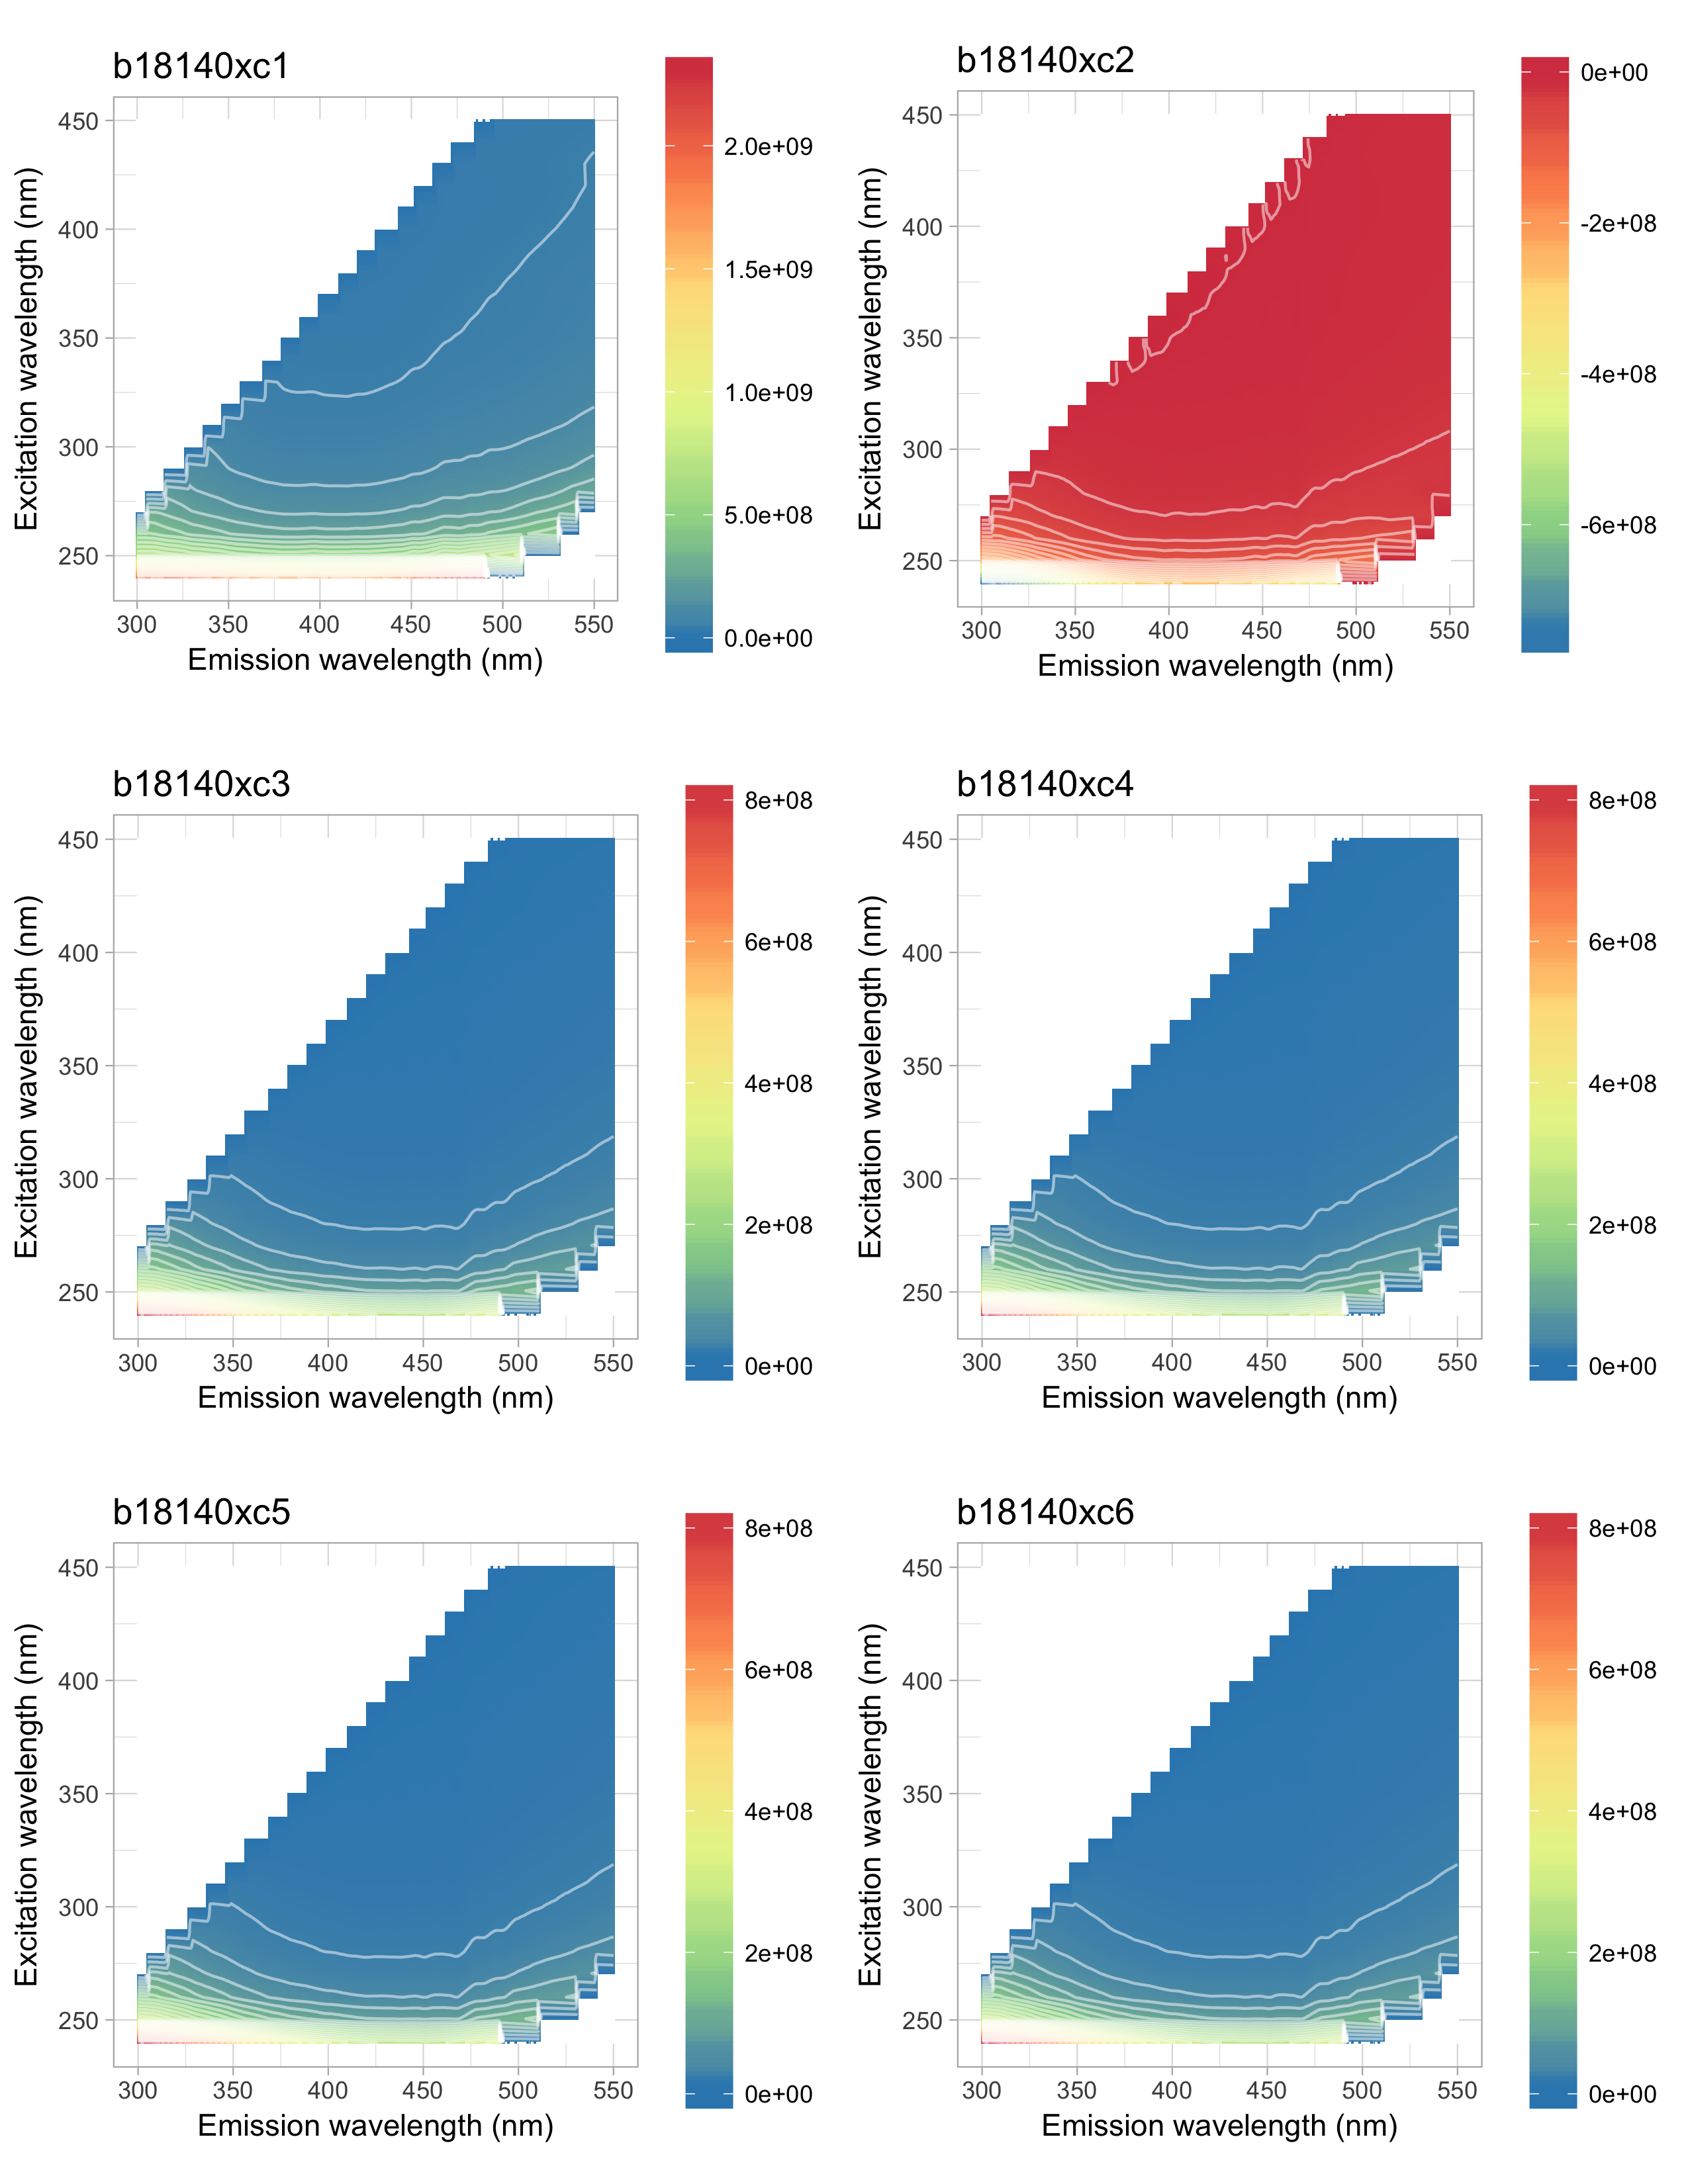 b18140xc1
450
400
350
300
250
300 350 400 450 500 550
Excitation wavelength (nm)
Emission wavelength (nm)
2.0e+09
1.5e+09
1.0e+09
5.0e+08
0.0e+00
b18140xc2
450
400
350
300
250
300 350 400 450 500 550
Excitation wavelength (nm)
Emission wavelength (nm)
0e+00
-2e+08
-4e+08
-6e+08
b18140xc3
450
400
350
300
250
300 350 400 450 500 550
Excitation wavelength (nm)
Emission wavelength (nm)
8e+08
6e+08
4e+08
2e+08
0e+00
b18140xc4
450
400
350
300
250
300 350 400 450 500 550
Excitation wavelength (nm)
Emission wavelength (nm)
8e+08
6e+08
4e+08
2e+08
0e+00
b18140xc5
450
400
350
300
250
300 350 400 450 500 550
Excitation wavelength (nm)
Emission wavelength (nm)
8e+08
6e+08
4e+08
2e+08
0e+00
b18140xc6
450
400
350
300
250
300 350 400 450 500 550
Excitation wavelength (nm)
Emission wavelength (nm)
8e+08
6e+08
4e+08
2e+08
0e+00